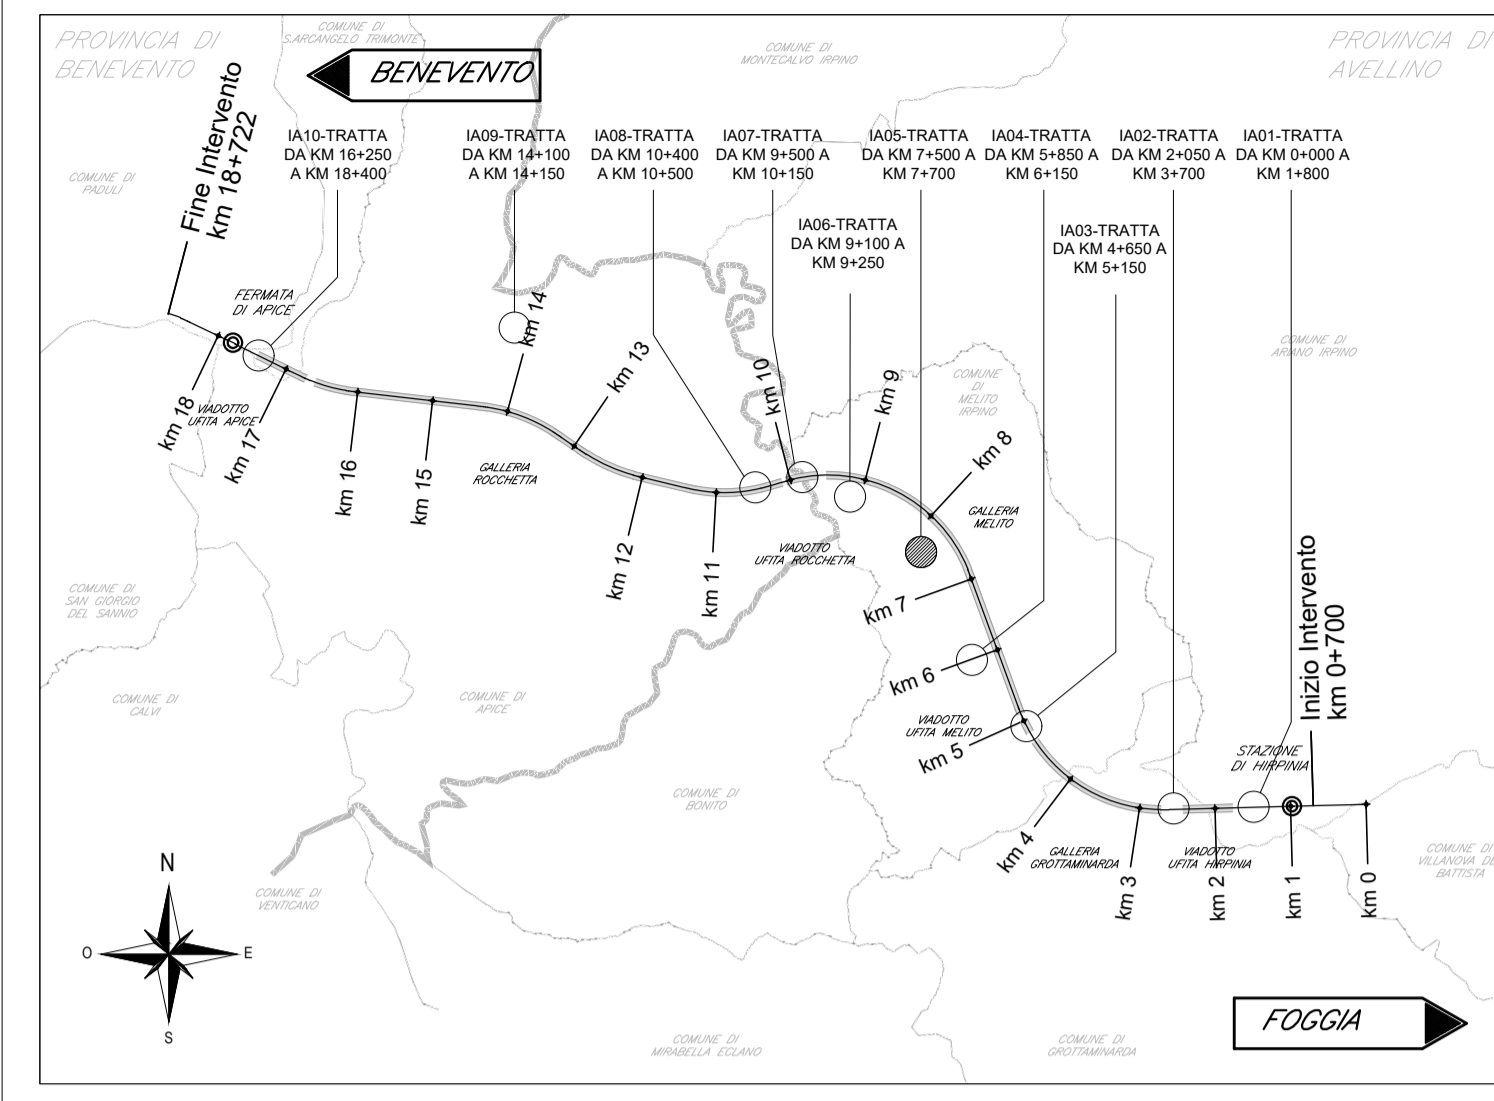 PROVINCIA DI
BENEVENTO
COMUNE DI
S.ARCANGELO TRIMONTE
BENEVENTO
COMUNE DI
MONTECALVO IRPINO
PROVINCIA DI
AVELLINO
Fine Intervento
km 18+722
IA10-TRATTA
DA KM 16+250
A KM 18+400
IA09-TRATTA
DA KM 14+100
A KM 14+150
IA08-TRATTA
DA KM 10+400
A KM 10+500
IA07-TRATTA
DA KM 9+500 A
KM 10+150
IA05-TRATTA
DA KM 7+500 A
KM 7+700
IA04-TRATTA
DA KM 5+850 A
KM 6+150
IA02-TRATTA
DA KM 2+050 A
KM 3+700
IA01-TRATTA
DA KM 0+000 A
KM 1+800
COMUNE DI
PADULI
IA06-TRATTA
DA KM 9+100 A
KM 9+250
IA03-TRATTA
DA KM 4+650 A
KM 5+150
FERMATA
DI APICE
km 14
km 13
km 10
km 9
COMUNE
DI
MELITO
IRPINO
COMUNE DI
ARIANO IRPINO
km 18
VIADOTTO
UFITA APICE
km 17
km 16
km 15
GALLERIA
ROCCHETTA
km 8
GALLERIA
MELITO
km 12
km 11
VIADOTTO
UFITA ROCCHETTA
km 7
COMUNE DI
SAN GIORGIO
DEL SANNIO
Inizio Intervento
km 0+700
km 6
COMUNE DI
CALVI
COMUNE DI
APICE
VIADOTTO
UFITA MELITO
km 5
STAZIONE
DI HIRPINIA
COMUNE DI
BONITO
km 4
GALLERIA
GROTTAMINARDA
km 3
VIADOTTO
UFITA HIRPINIA
km 2
km 1
km 0
COMUNE DI
VILLANOVA DE
BATTISTA
COMUNE DI
VENTICANO
N
O
E
S
FOGGIA
COMUNE DI
MIRABELLA ECLANO
COMUNE DI
GROTTAMINARDA